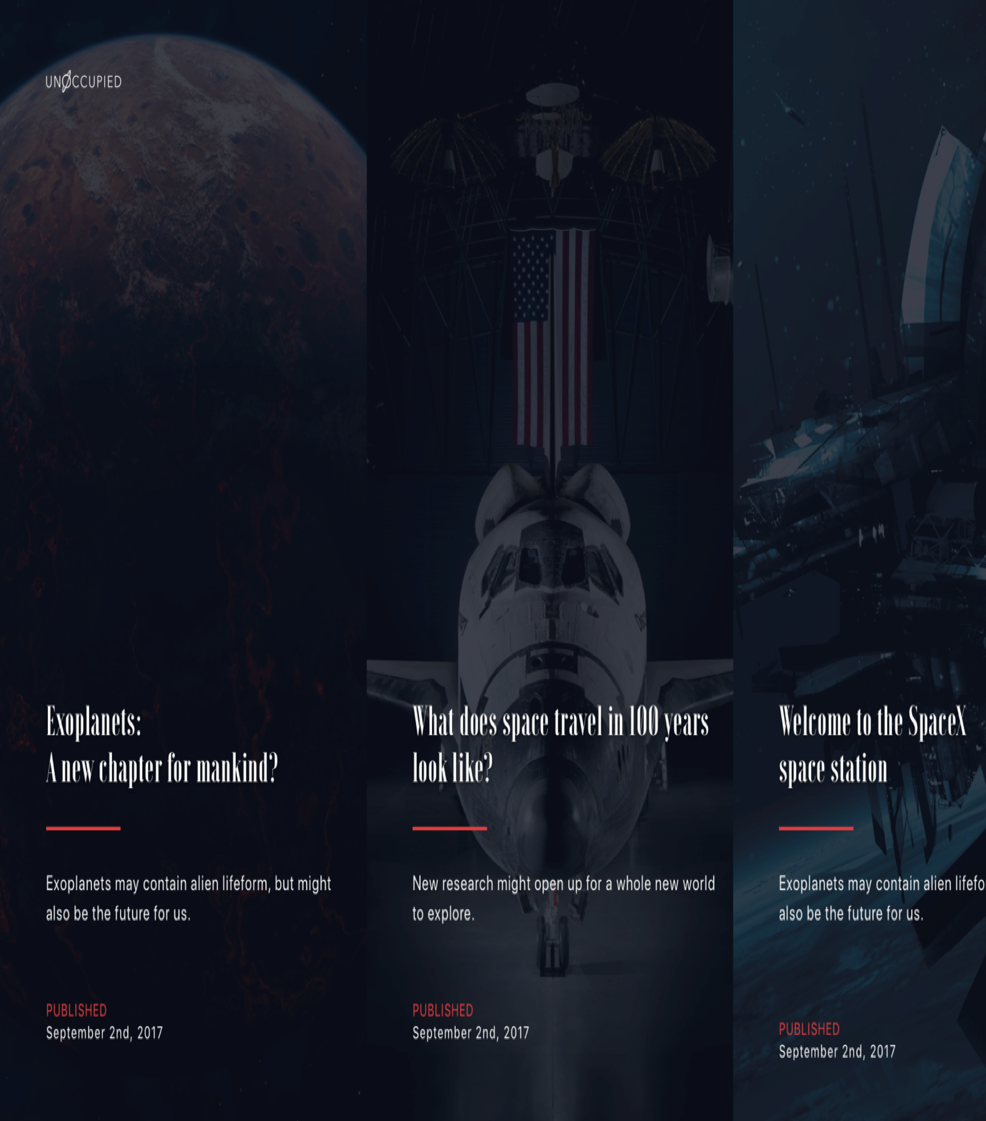 UNØCCUPIED
Exoplanets:
A new chapter for mankind?
Exoplanets may contain alien lifeform, but might
also be the future for us.
PUBLISHED
September 2nd, 2017
What does space travel in 100 years
look like?
New research might open up for a whole new world
to explore.
PUBLISHED
September 2nd, 2017
Welcome to the SpaceX
space station
Exoplanets may contain alien lifefo
also be the future for us.
PUBLISHED
September 2nd, 2017